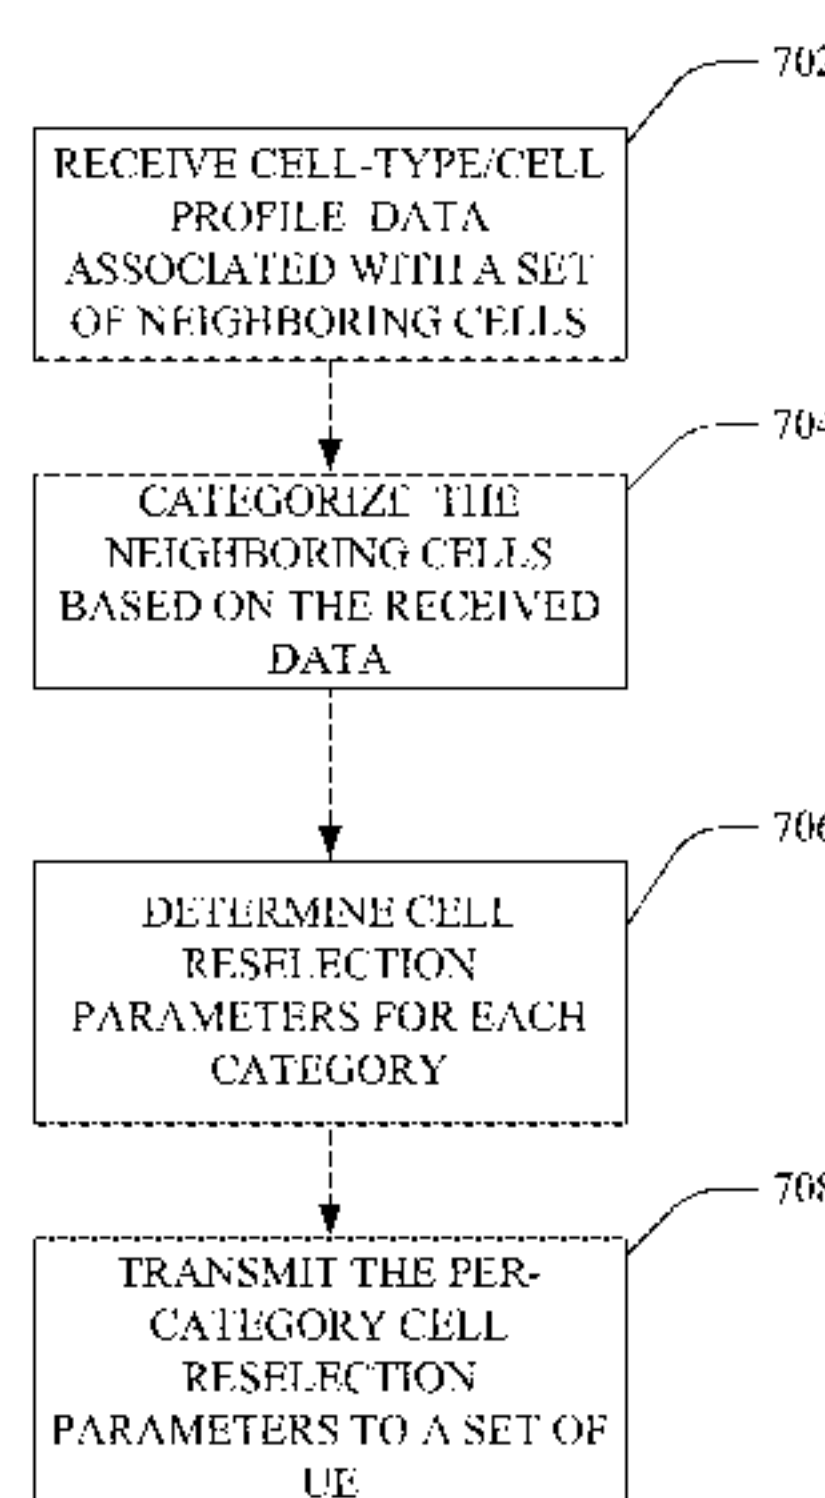 702
RECEIVE CELL-TYPE/CELL
PROFILE DATA
ASSOCIATED WITH A SET
OF NEIGHBORING CELLS
704
CATEGORIZE THE
NEIGHBORING CELLS
BASED ON THE RECEIVED
DATA
706
DETERMINE CELL
RESELECTION
PARAMETERS FOR EACH
CATEGORY
708
TRANSMIT THE PER-
CATEGORY CELL
RESELECTION
PARAMETERS TO A SET OF
UE